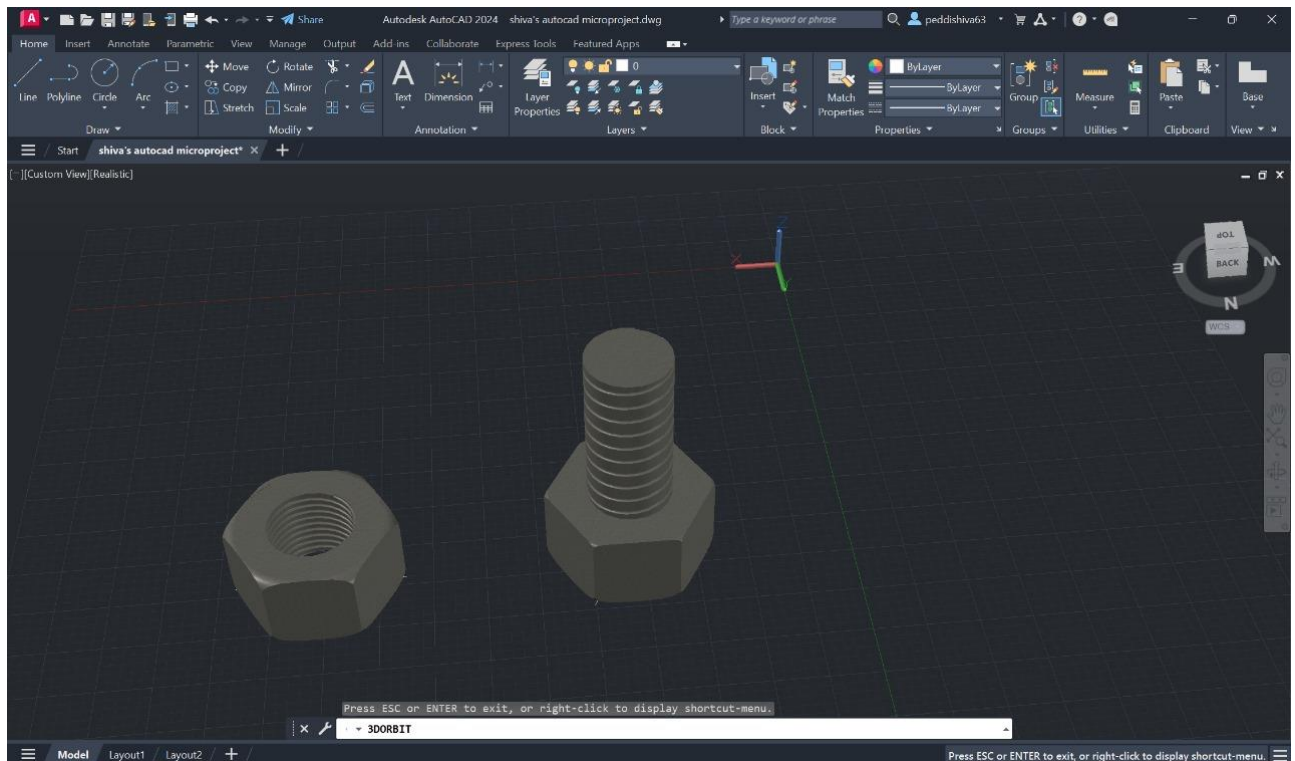 A Share Autodesk AutoCAD 2024 shiva's autocad microproject.dwg Type a keyword or phrase peddishiva63
Home Insert Annotate Parametric View Manage Output Add-ins Collaborate Express Tools Featured Apps
Move Rotate 0 ByLayer
Copy Mirror ByLayer
Line Polyline Circle Arc Stretch Scale Text Dimension Layer Properties Insert Match Properties ByLayer Group Measure Paste Base
Draw Modify Annotation Layers Block Properties Groups Utilities Clipboard View
Start shiva's autocad microproject*
[-][Custom View][Realistic]
Z
X
Y
TOP
BACK
E
W
N
WCS
Press ESC or ENTER to exit, or right-click to display shortcut-menu.
3DORBIT
Model Layout1 Layout2 Press ESC or ENTER to exit, or right-click to display shortcut-menu.